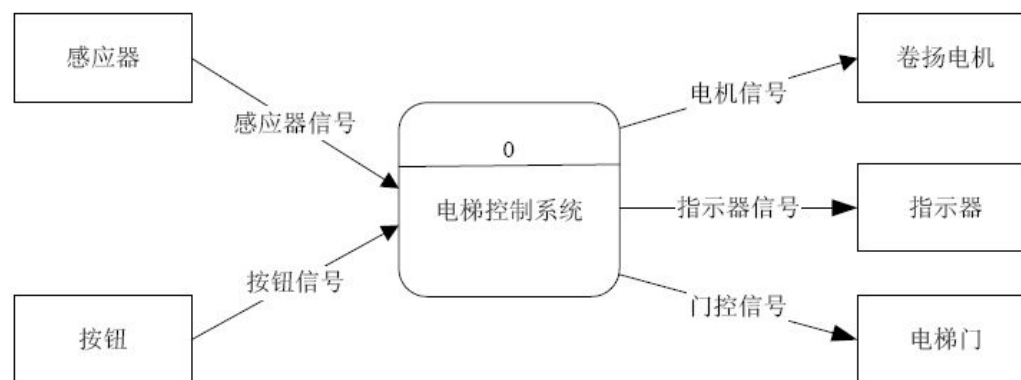 感应器
卷扬电机
电机信号
感应器信号
0
电梯控制系统
指示器信号
指示器
按钮信号
门控信号
按钮
电梯门